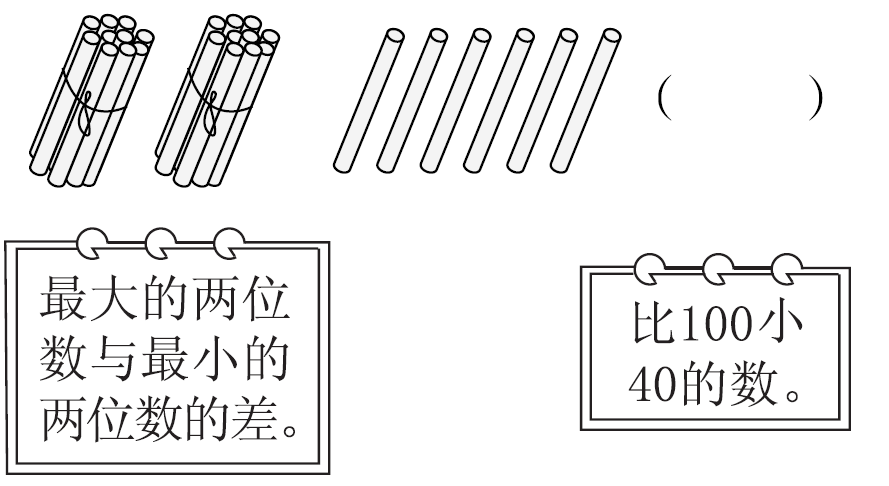 (    )
最大的两位
数与最小的
两位数的差。
比100小
40的数。